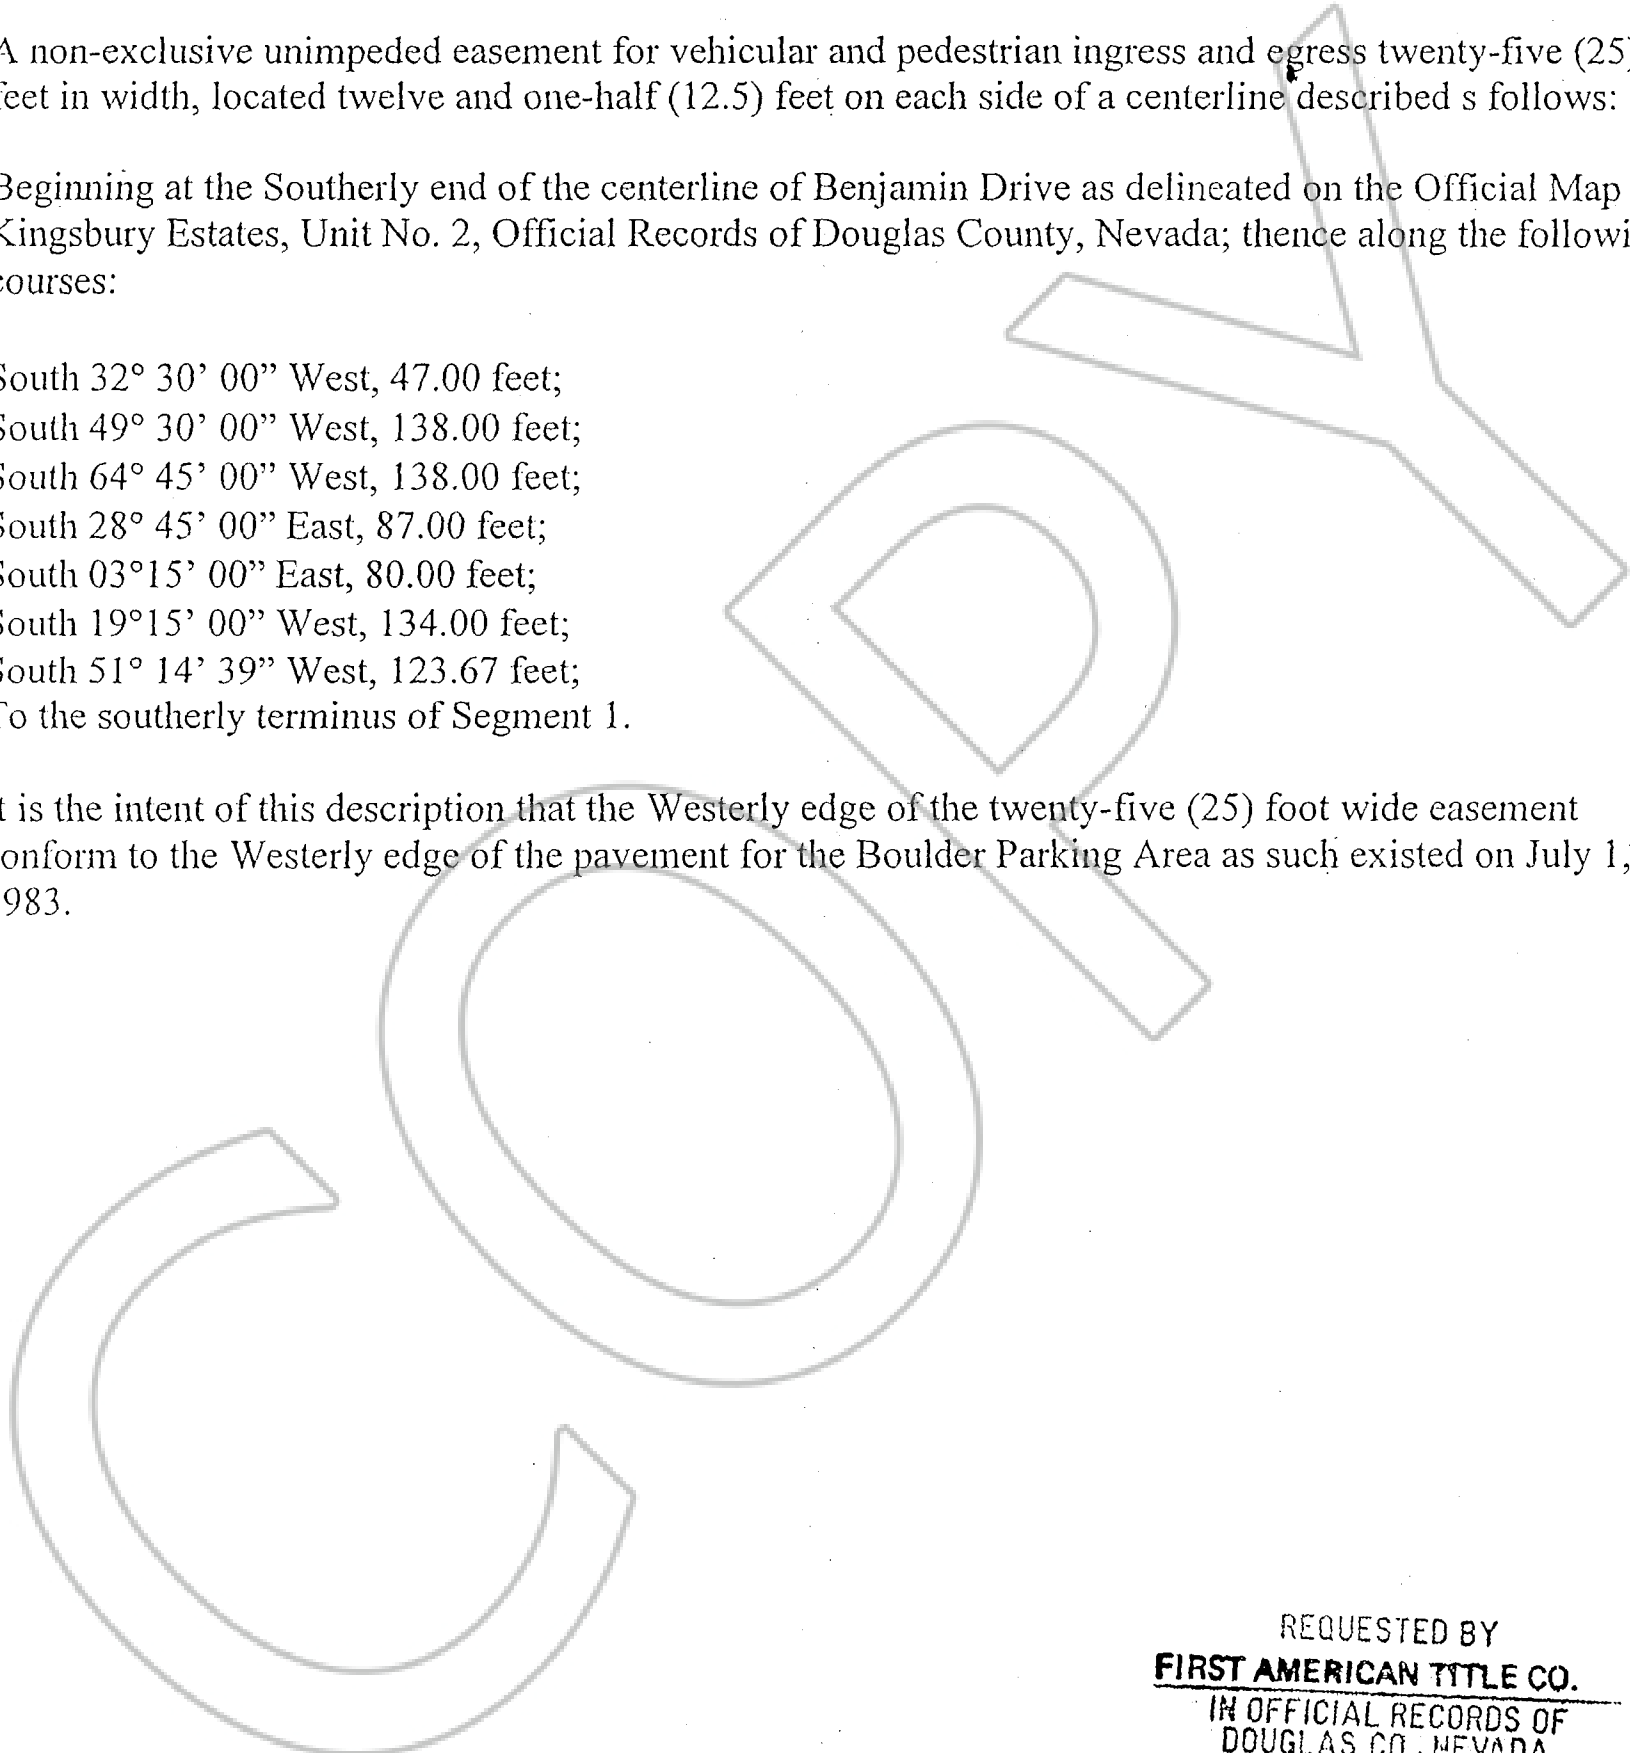 A non-exclusive unimpeded easement for vehicular and pedestrian ingress and egress twenty-five (25)
feet in width, located twelve and one-half (12.5) feet on each side of a centerline described s follows:
Beginning at the Southerly end of the centerline of Benjamin Drive as delineated on the Official Map
Kingsbury Estates, Unit No. 2, Official Records of Douglas County, Nevada; thence along the followi
courses:
South 32° 30’ 00” West, 47.00 feet;
South 49° 30’ 00” West, 138.00 feet;
South 64° 45’ 00” West, 138.00 feet;
South 28° 45’ 00” East, 87.00 feet;
South 03°15’ 00” East, 80.00 feet;
South 19°15’ 00” West, 134.00 feet;
South 51° 14’ 39” West, 123.67 feet;
To the southerly terminus of Segment 1.
t is the intent of this description that the Westerly edge of the twenty-five (25) foot wide easement
onform to the Westerly edge of the pavement for the Boulder Parking Area as such existed on July 1,
983.
COPY
REQUESTED BY
FIRST AMERICAN TITLE CO.
IN OFFICIAL RECORDS OF
DOUGLAS CO., NEVADA